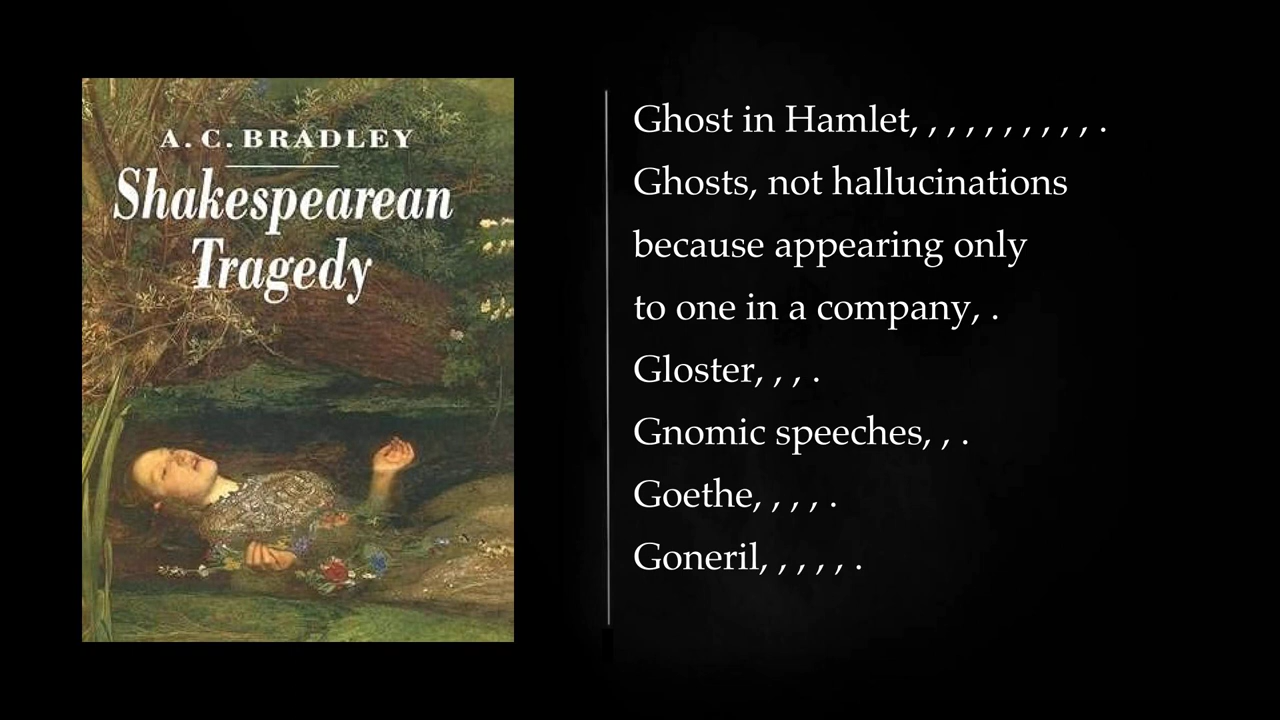 A. C. BRADLEY
Shakespearean
Tragedy
Ghost in Hamlet, , , , , , , , , , .
Ghosts, not hallucinations
because appearing only
to one in a company, .
Gloster, , , .
Gnomic speeches, , .
Goethe, , , , .
Goneril, , , , , .